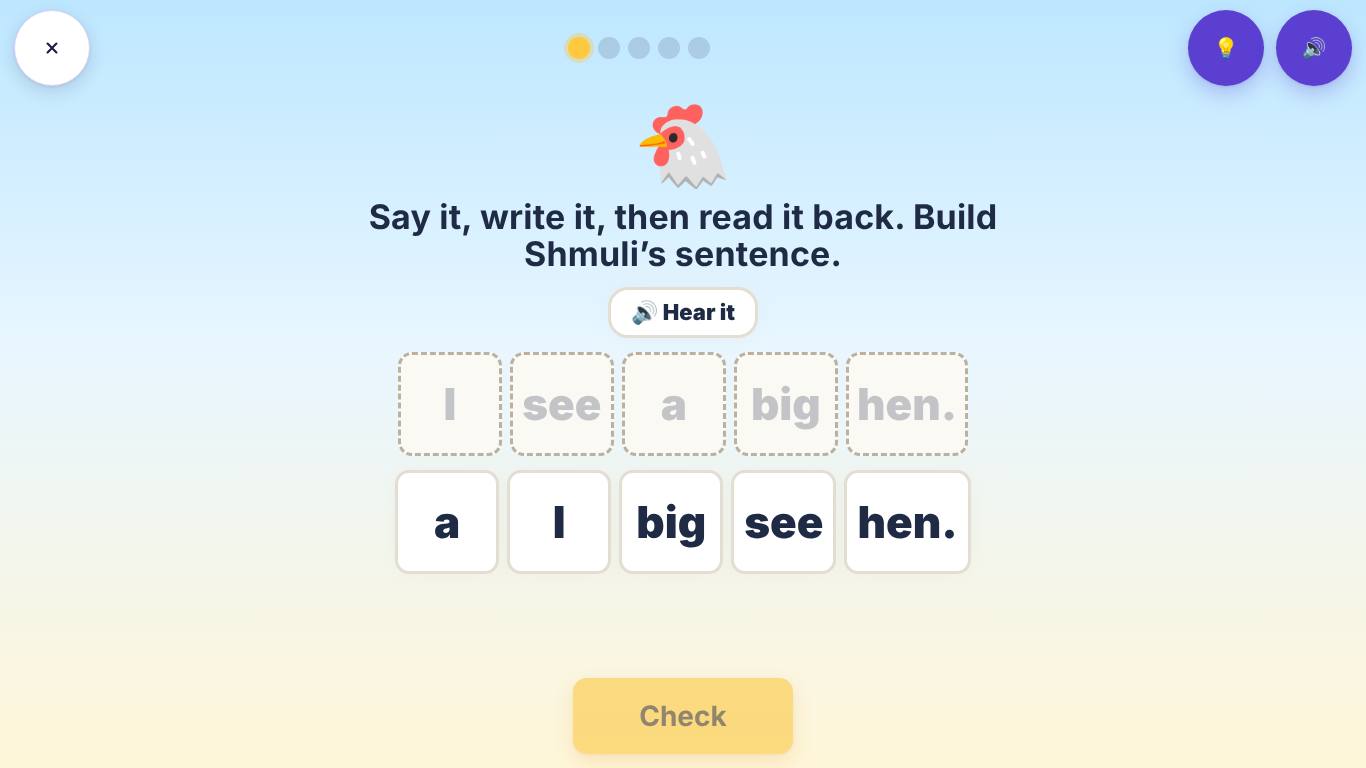 ×
Say it, write it, then read it back. Build
Shmuli’s sentence.
Hear it
I see a big hen.
a I big see hen.
Check